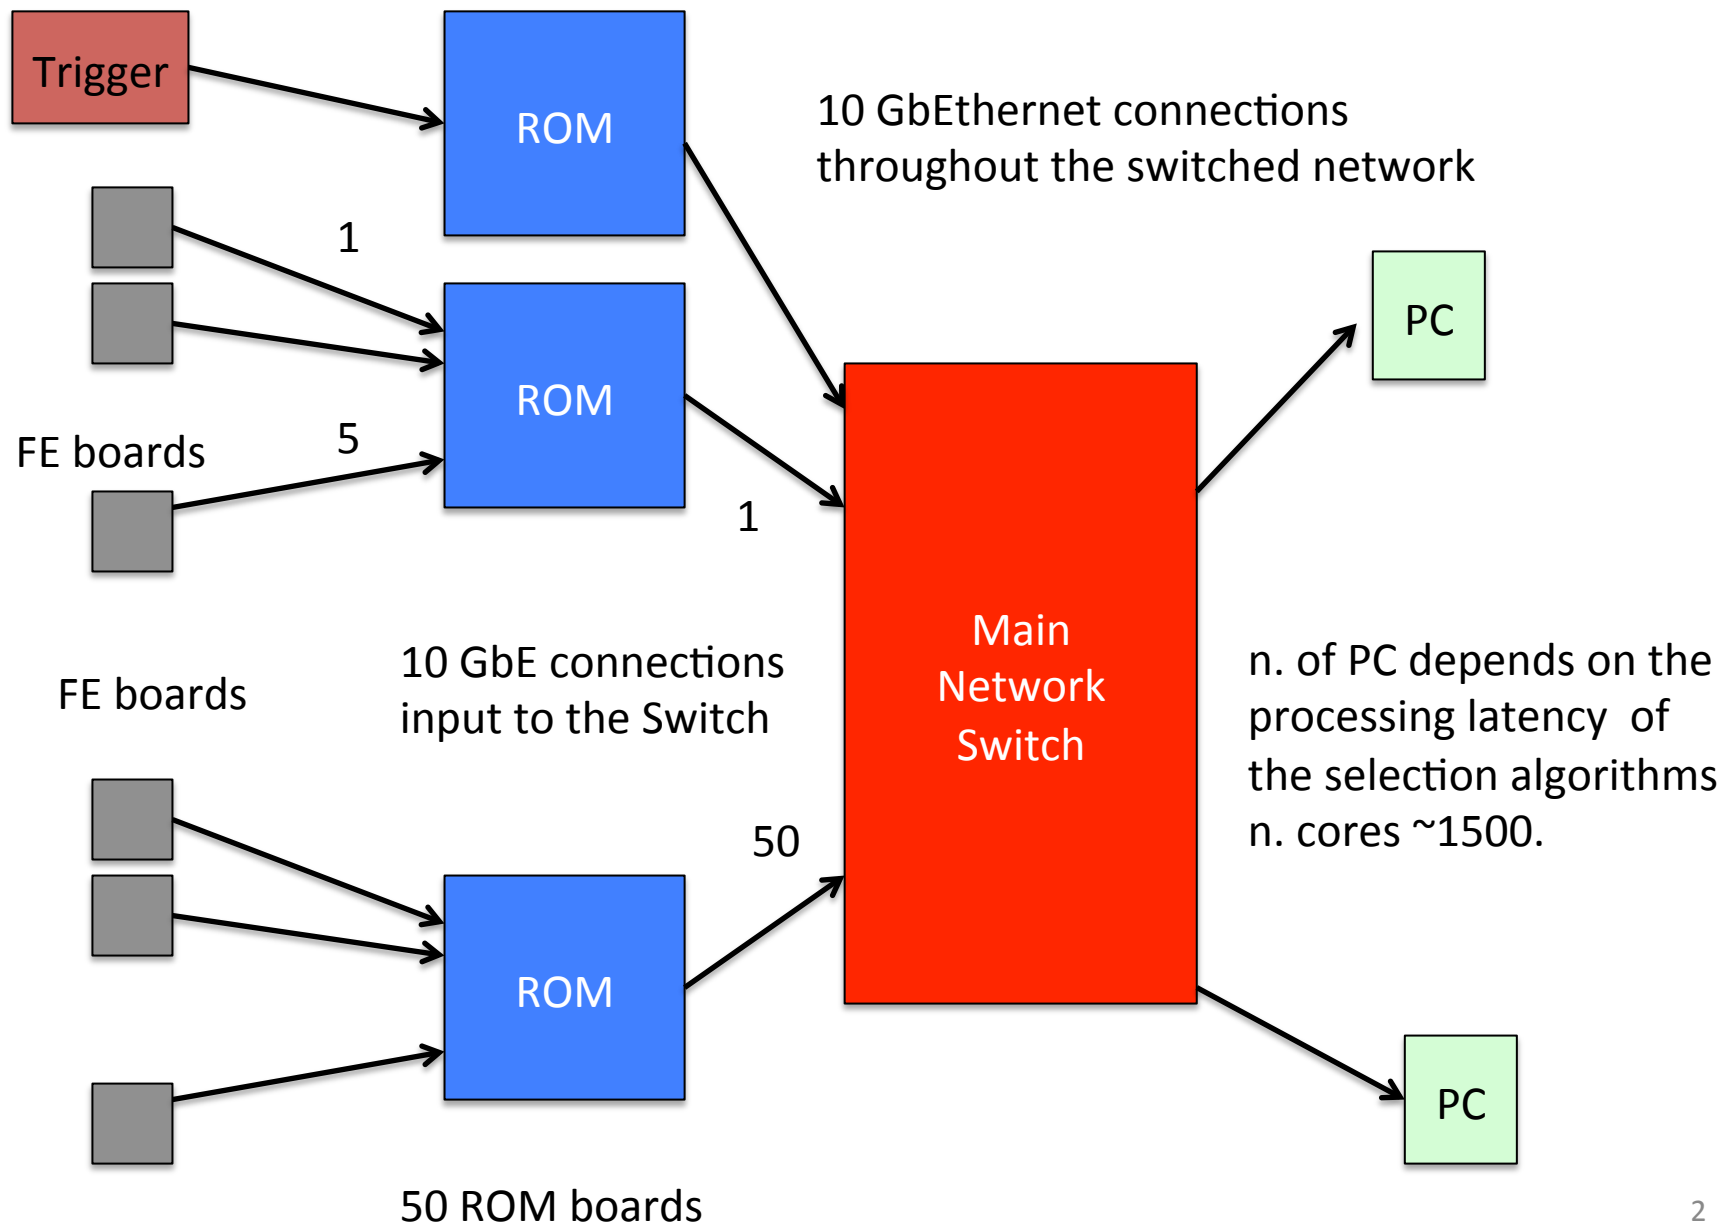 Trigger
ROM
10 GbEthernet connections
throughout the switched network
1
PC
ROM
5
FE boards
1
Main
Network
Switch
10 GbE connections
input to the Switch
FE boards
n. of PC depends on the
processing latency  of
the selection algorithms
n. cores ~1500.
50
ROM
PC
50 ROM boards
2